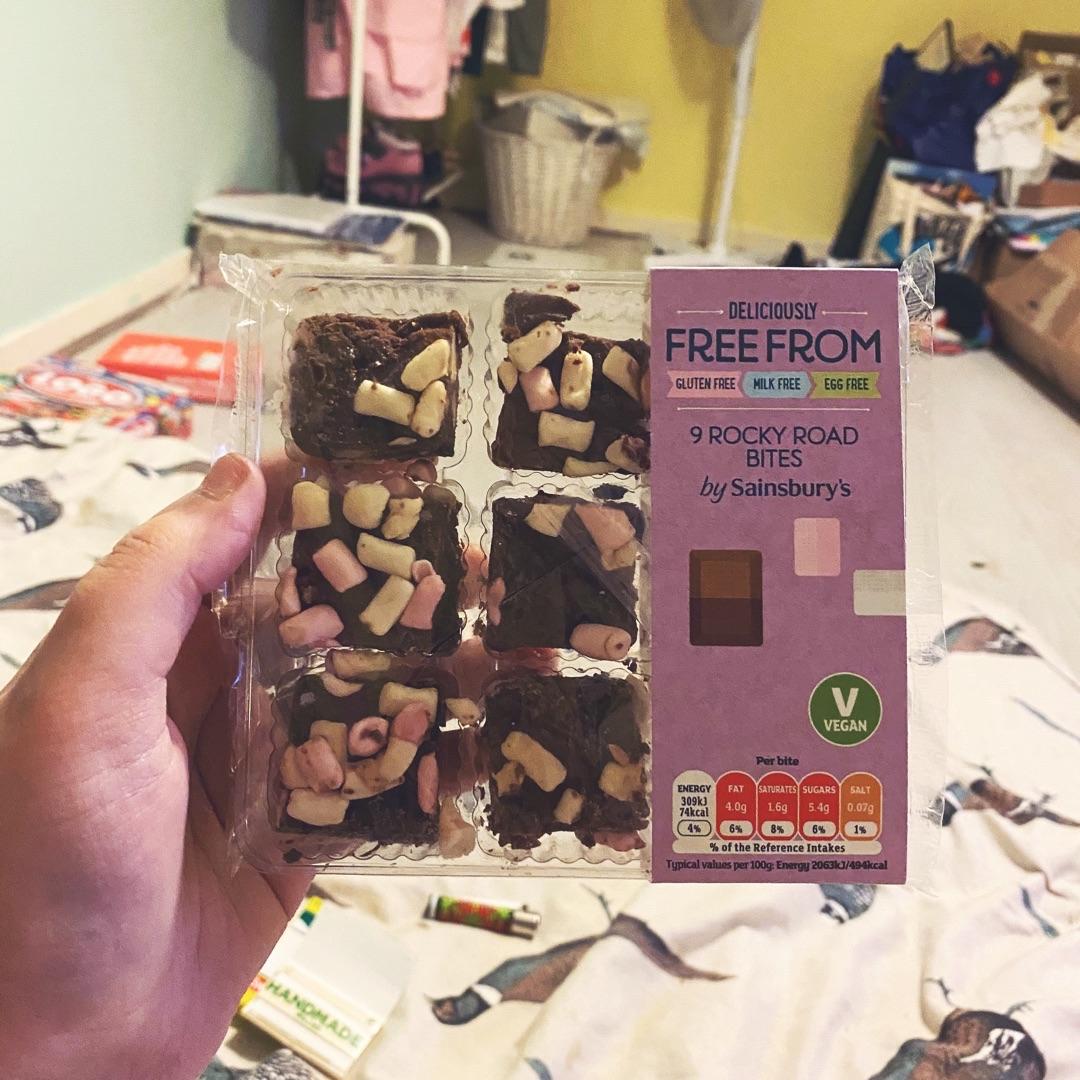 DELICIOUSLY
FREE FROM
GLUTEN FREE MILK FREE EGG FREE
9 ROCKY ROAD
BITES
by Sainsbury's
V
VEGAN
Per bite
ENERGY FAT SATURATES SUGARS SALT
309kJ 4.0g 1.6g 5.4g 0.07g
74kcal
4% 6% 8% 6% 1%
% of the Reference Intakes
Typical values per 100g: Energy 2063kJ/494kcal
HANDMADE